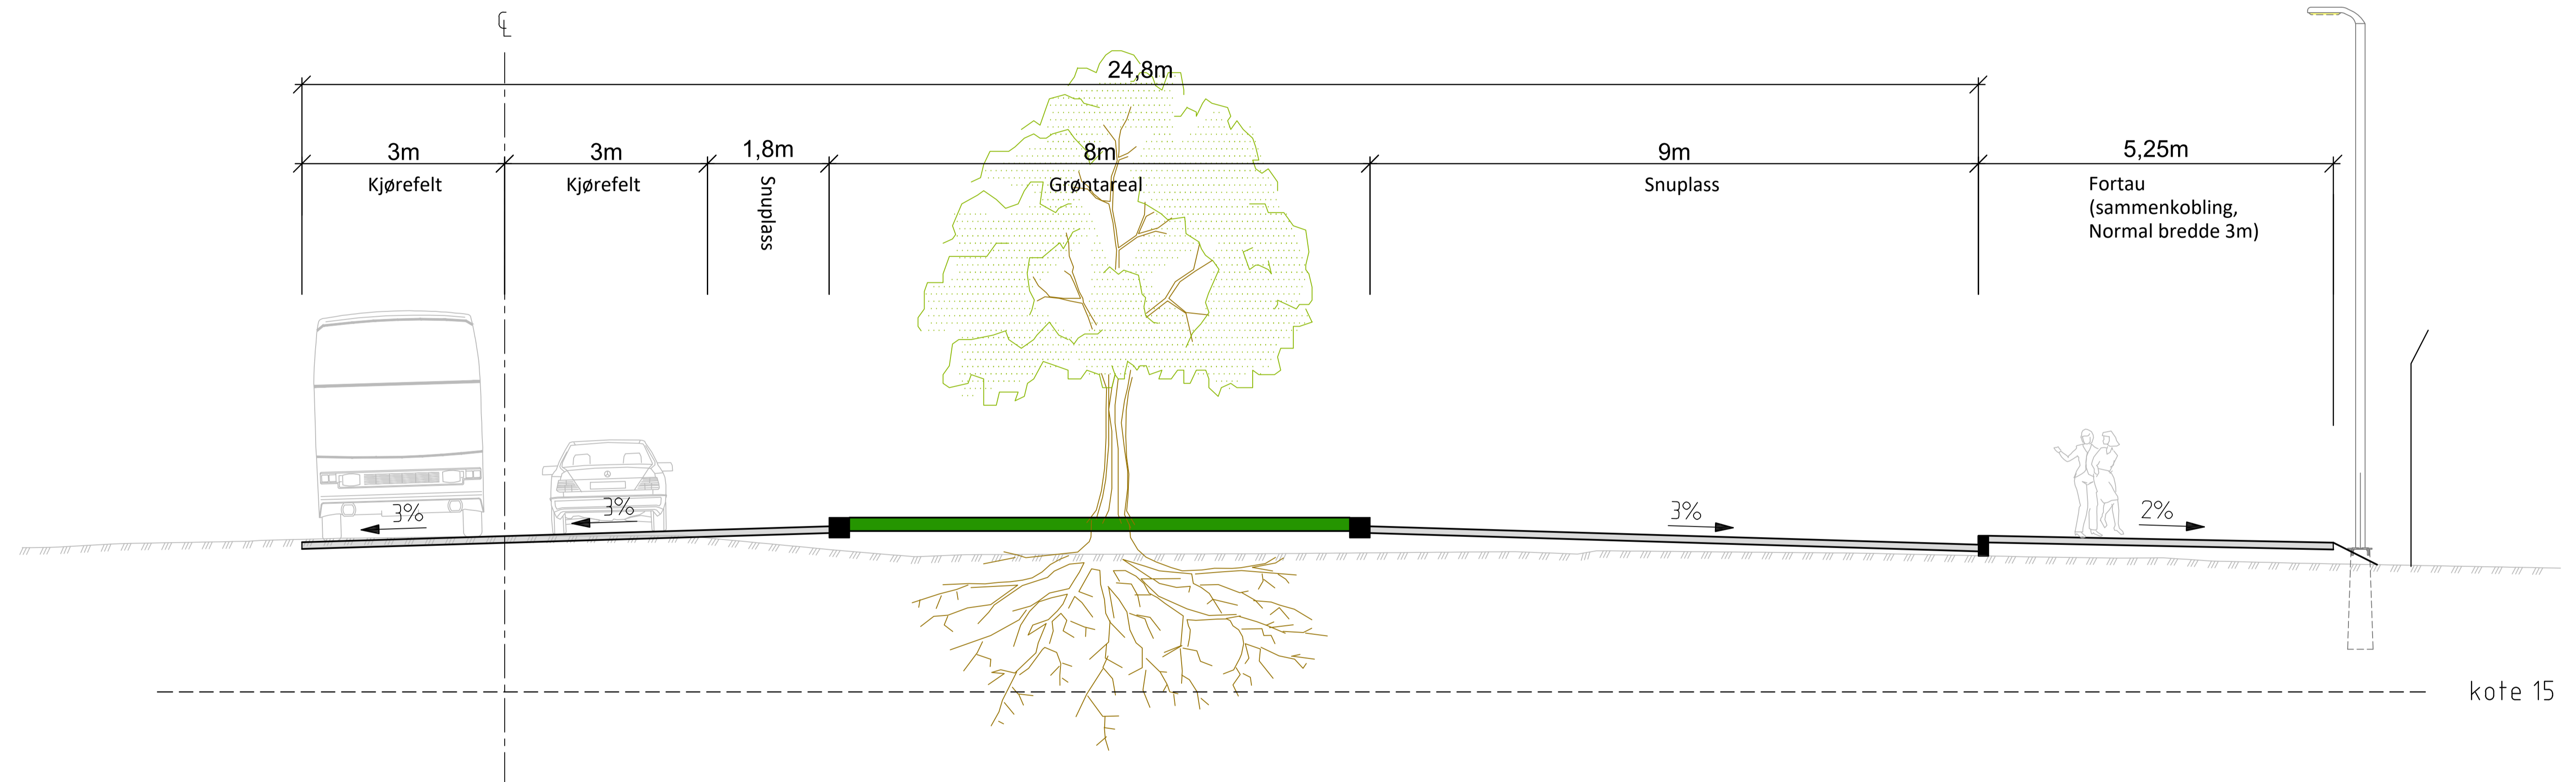 ℄
24,8m
3m
3m
1,8m
8m
9m
5,25m
Kjørefelt
Kjørefelt
Snuplass
Grøntareal
Snuplass
Fortau
(sammenkobling,
Normal bredde 3m)
3%
3%
3%
2%
kote 15